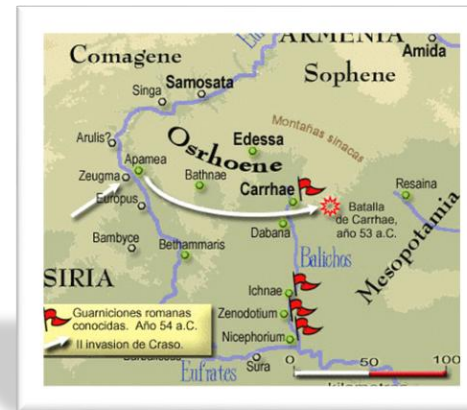 ARMENIA
Comagene
Amida
Samosata
Sophene
Singa
Montañas sinacas
Arulis?
Osrhoene
Edessa
Apamea
Zeugma
Bathnae
Carrhae
Resaina
Europus
Batalla
de Carrhae,
año 53 a.C.
Dabana
Bambyce
Bethammaris
Balichos
Mesopotamia
SIRIA
Ichnae
Guarniciones romanas
conocidas. Año 54 a.C.
Zenodotium
II invasion de Craso.
Nicephorium
Eufrates
Sura
0 50 100